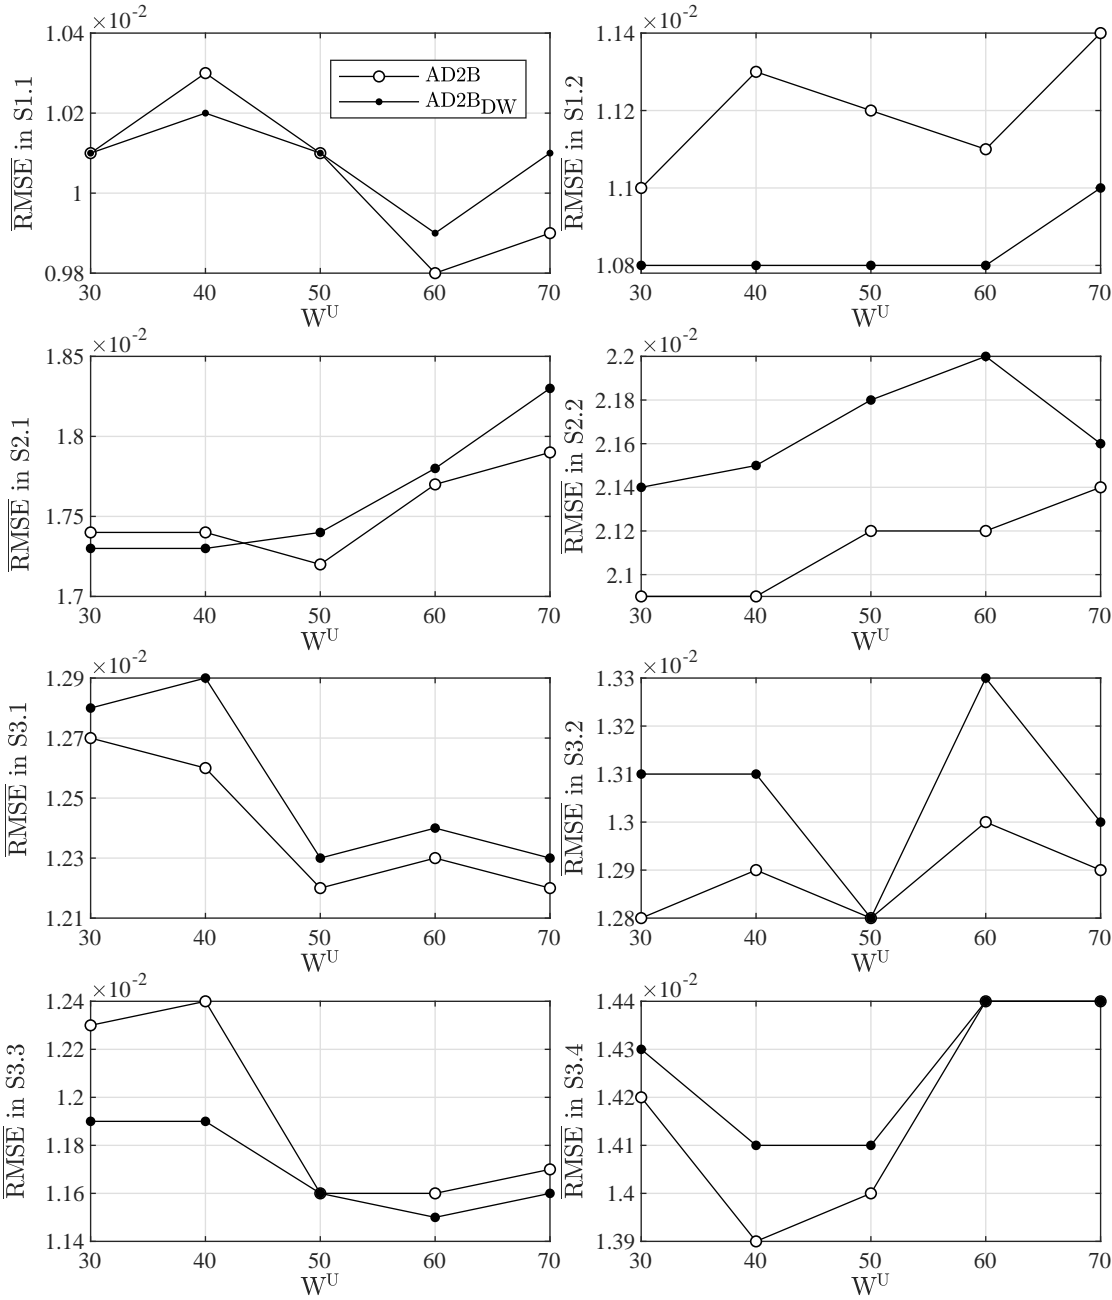 ×10⁻²
1.04
1.02
1
0.98
30 40 50 60 70
W^U
RMSE in S1.1
AD2B
AD2B_DW
×10⁻²
1.14
1.12
1.1
1.08
30 40 50 60 70
W^U
RMSE in S1.2
×10⁻²
1.85
1.8
1.75
1.7
30 40 50 60 70
W^U
RMSE in S2.1
×10⁻²
2.2
2.18
2.16
2.14
2.12
2.1
30 40 50 60 70
W^U
RMSE in S2.2
×10⁻²
1.29
1.27
1.25
1.23
1.21
30 40 50 60 70
W^U
RMSE in S3.1
×10⁻²
1.33
1.32
1.31
1.3
1.29
1.28
30 40 50 60 70
W^U
RMSE in S3.2
×10⁻²
1.24
1.22
1.2
1.18
1.16
1.14
30 40 50 60 70
W^U
RMSE in S3.3
×10⁻²
1.44
1.43
1.42
1.41
1.4
1.39
30 40 50 60 70
W^U
RMSE in S3.4